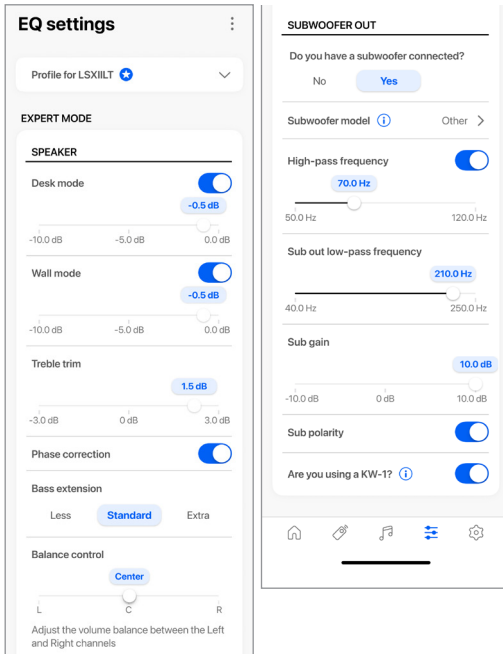 EQ settings
Profile for LSXIILT
EXPERT MODE
SPEAKER
Desk mode
-0.5 dB
-10.0 dB -5.0 dB 0.0 dB
Wall mode
-0.5 dB
-10.0 dB -5.0 dB 0.0 dB
Treble trim
1.5 dB
-3.0 dB 0 dB 3.0 dB
Phase correction
Bass extension
Less Standard Extra
Balance control
Center
L C R
Adjust the volume balance between the Left
and Right channels
SUBWOOFER OUT
Do you have a subwoofer connected?
No Yes
Subwoofer model i Other
High-pass frequency
70.0 Hz
50.0 Hz 120.0 Hz
Sub out low-pass frequency
210.0 Hz
40.0 Hz 250.0 Hz
Sub gain
10.0 dB
-10.0 dB 0 dB 10.0 dB
Sub polarity
Are you using a KW-1? i